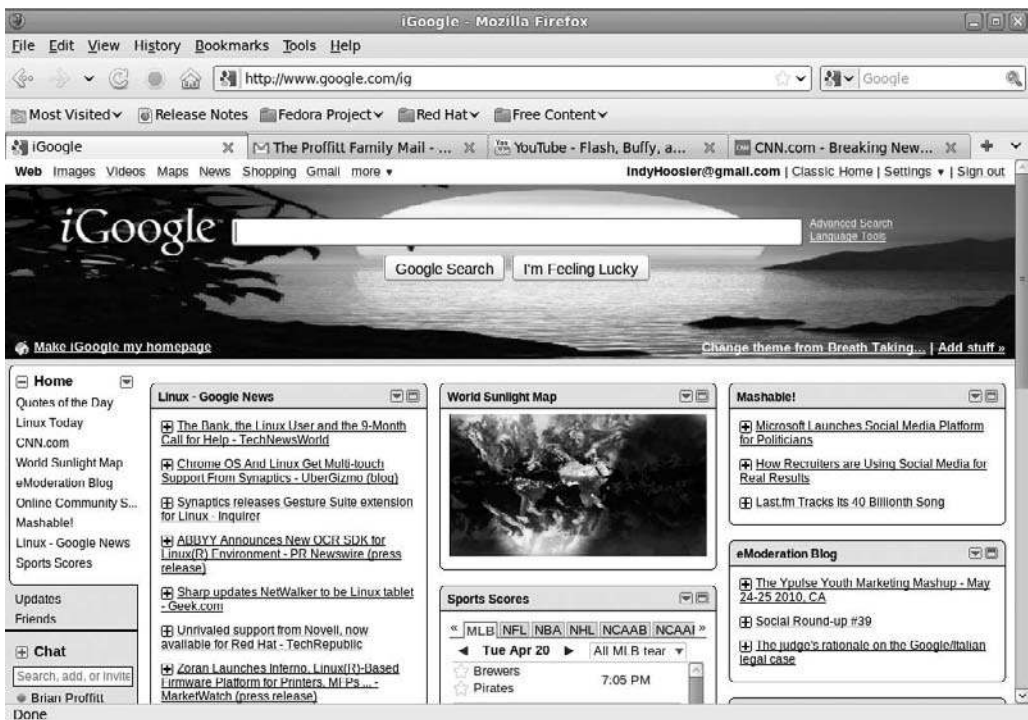 iGoogle - Mozilla Firefox
File Edit View History Bookmarks Tools Help
http://www.google.com/ig
Google
Most Visited Release Notes Fedora Project Red Hat Free Content
iGoogle
The Proffitt Family Mail - ...
YouTube - Flash, Buffy, a...
CNN.com - Breaking New...
Web Images Videos Maps News Shopping Gmail more
IndyHoosier@gmail.com | Classic Home | Settings | Sign out
iGoogle
Advanced Search
Language Tools
Google Search
I'm Feeling Lucky
Make iGoogle my homepage
Change theme from Breath Taking... | Add stuff »
Home
Quotes of the Day
Linux Today
CNN.com
World Sunlight Map
eModeration Blog
Online Community S...
Mashable!
Linux - Google News
Sports Scores
Updates
Friends
Chat
Search, add, or invite
Brian Proffitt
Linux - Google News
The Bank, the Linux User and the 9-Month
Call for Help - TechNewsWorld
Chrome OS And Linux Get Multi-touch
Support From Synaptics - UberGizmo (blog)
Synaptics releases Gesture Suite extension
for Linux - Inquirer
ABBYY Announces New OCR SDK for
Linux(R) Environment - PR Newswire (press
release)
Sharp updates NetWalker to be Linux tablet
- Geek.com
Unrivaled support from Novell, now
available for Red Hat - TechRepublic
Zoran Launches Inferno, Linux(R)-Based
Firmware Platform for Printers, MFPs ... -
MarketWatch (press release)
World Sunlight Map
Sports Scores
« MLB NFL NBA NHL NCAAB NCAAI »
Tue Apr 20
All MLB tear
Brewers
Pirates
7:05 PM
Mashable!
Microsoft Launches Social Media Platform
for Politicians
How Recruiters are Using Social Media for
Real Results
Last.fm Tracks Its 40 Billionth Song
eModeration Blog
The Ypulse Youth Marketing Mashup - May
24-25 2010, CA
Social Round-up #39
The judge's rationale on the Google/Italian
legal case
Done